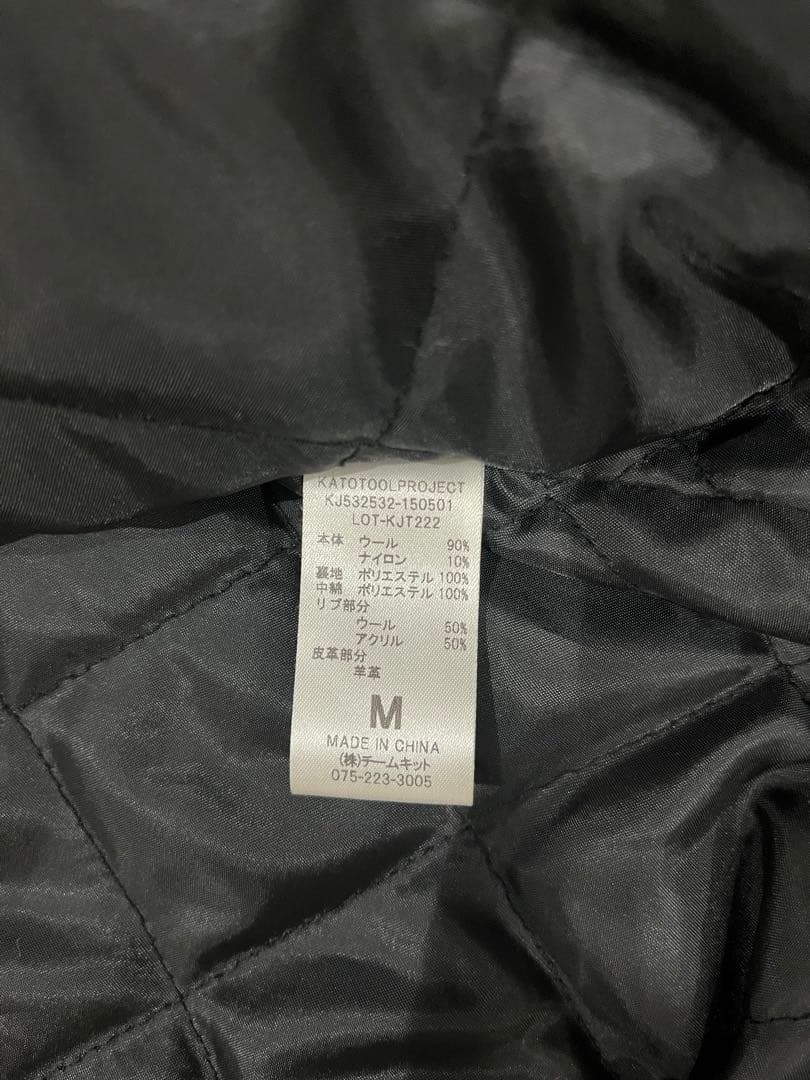 KATOTOOLPROJECT
KJ532532-150501
LOT-KJT222
本体 ウール 90%
ナイロン 10%
裏地 ポリエステル 100%
中綿 ポリエステル 100%
リブ部分
ウール 50%
アクリル 50%
皮革部分
羊革
M
MADE IN CHINA
(株)チームキット
075-223-3005